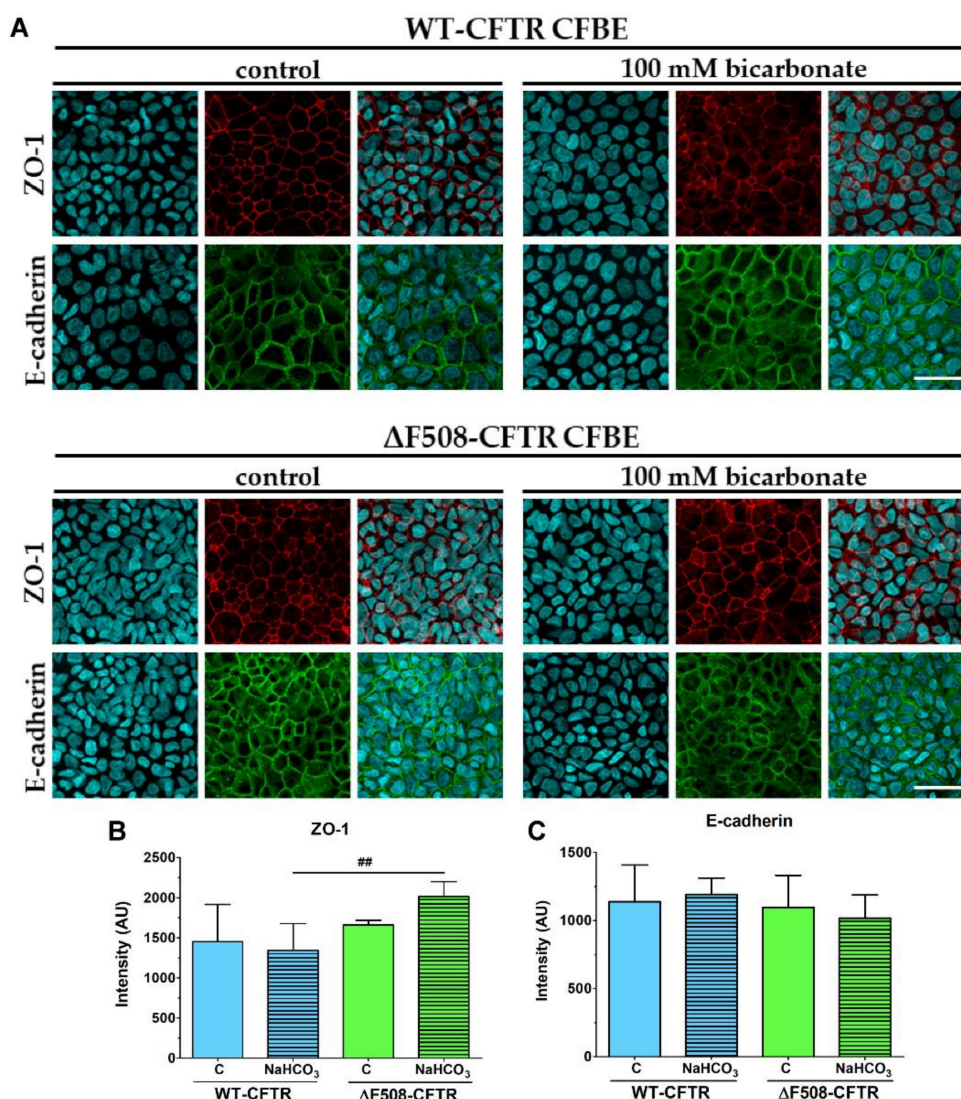 A
WT-CFTR CFBE
control
100 mM bicarbonate
ZO-1
E-cadherin
ΔF508-CFTR CFBE
control
100 mM bicarbonate
ZO-1
E-cadherin
B
ZO-1
##
Intensity (AU)
2500
2000
1500
1000
500
0
C
NaHCO₃
C
NaHCO₃
WT-CFTR
ΔF508-CFTR
C
E-cadherin
Intensity (AU)
1500
1000
500
0
C
NaHCO₃
C
NaHCO₃
WT-CFTR
ΔF508-CFTR